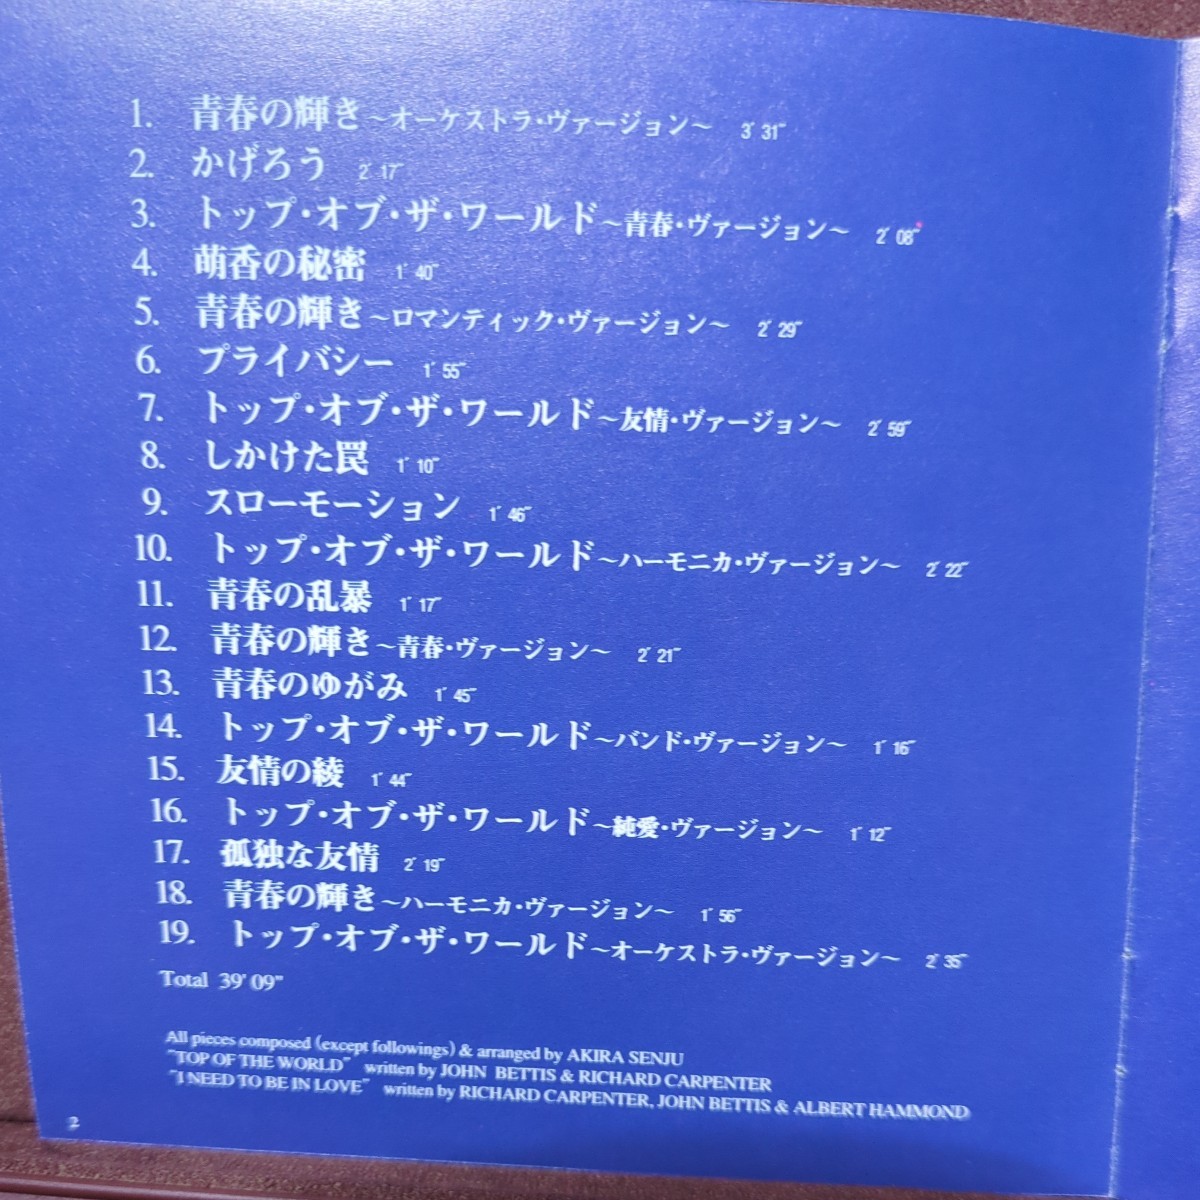 1. 青春の輝き～オーケストラ・ヴァージョン～ 3′31″
2. かげろう 2′17″
3. トップ・オブ・ザ・ワールド～青春・ヴァージョン～ 2′08″
4. 萌香の秘密 1′40″
5. 青春の輝き～ロマンティック・ヴァージョン～ 2′29″
6. プライバシー 1′55″
7. トップ・オブ・ザ・ワールド～友情・ヴァージョン～ 2′59″
8. しかけた罠 1′10″
9. スローモーション 1′46″
10. トップ・オブ・ザ・ワールド～ハーモニカ・ヴァージョン～ 2′22″
11. 青春の乱暴 1′17″
12. 青春の輝き～青春・ヴァージョン～ 2′21″
13. 青春のゆがみ 1′45″
14. トップ・オブ・ザ・ワールド～バンド・ヴァージョン～ 1′16″
15. 友情の綾 1′44″
16. トップ・オブ・ザ・ワールド～純愛・ヴァージョン～ 1′12″
17. 孤独な友情 2′19″
18. 青春の輝き～ハーモニカ・ヴァージョン～ 1′56″
19. トップ・オブ・ザ・ワールド～オーケストラ・ヴァージョン～ 2′35″
Total 39′09″
All pieces composed (except followings) & arranged by AKIRA SENJU
"TOP OF THE WORLD" written by JOHN BETTIS & RICHARD CARPENTER
"I NEED TO BE IN LOVE" written by RICHARD CARPENTER, JOHN BETTIS & ALBERT HAMMOND
2